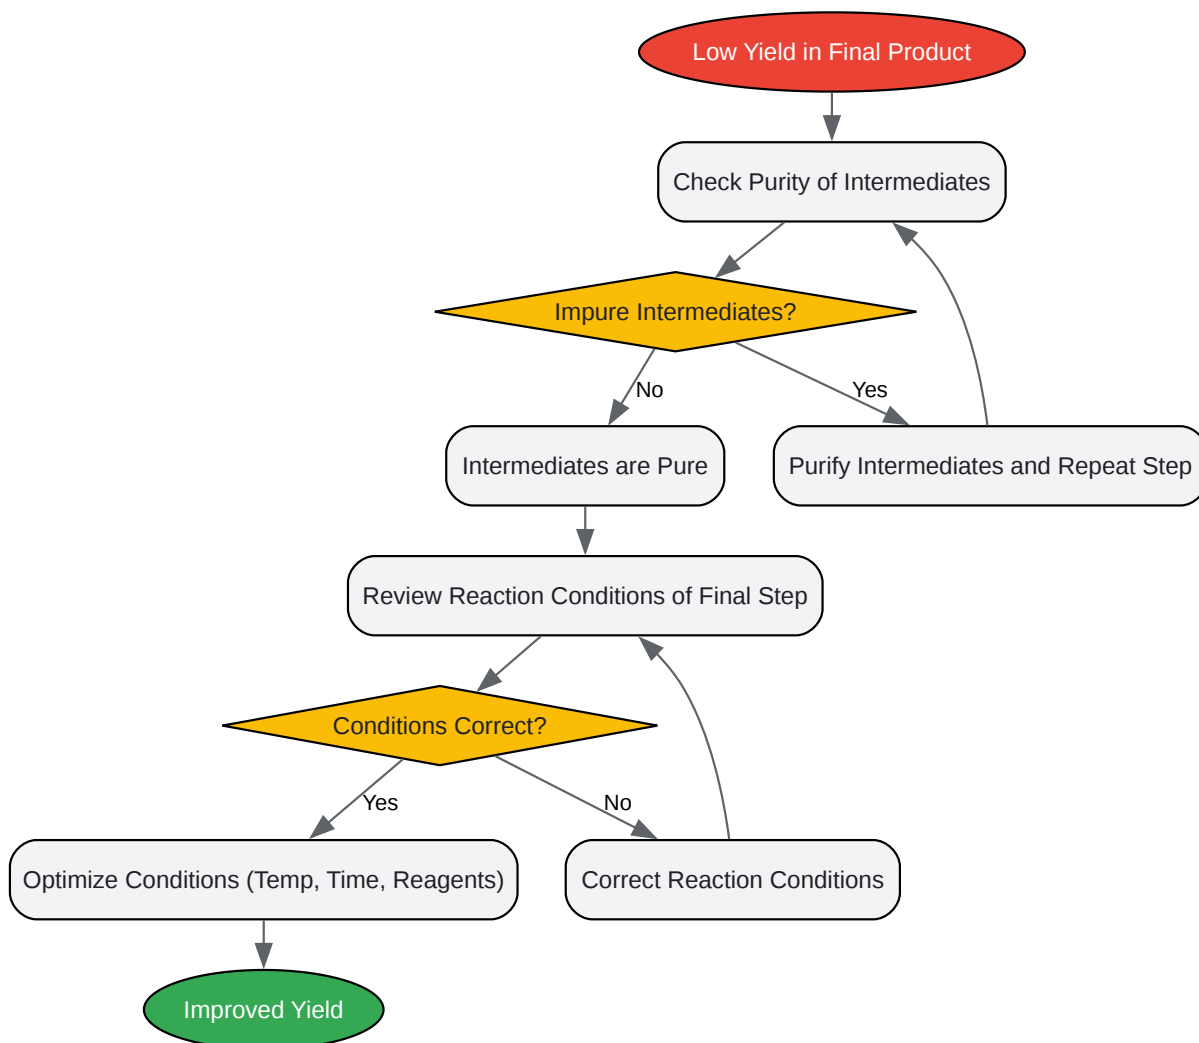 Low Yield in Final Product
Check Purity of Intermediates
Impure Intermediates?
No
Yes
Intermediates are Pure
Purify Intermediates and Repeat Step
Review Reaction Conditions of Final Step
Conditions Correct?
Yes
No
Optimize Conditions (Temp, Time, Reagents)
Correct Reaction Conditions
Improved Yield